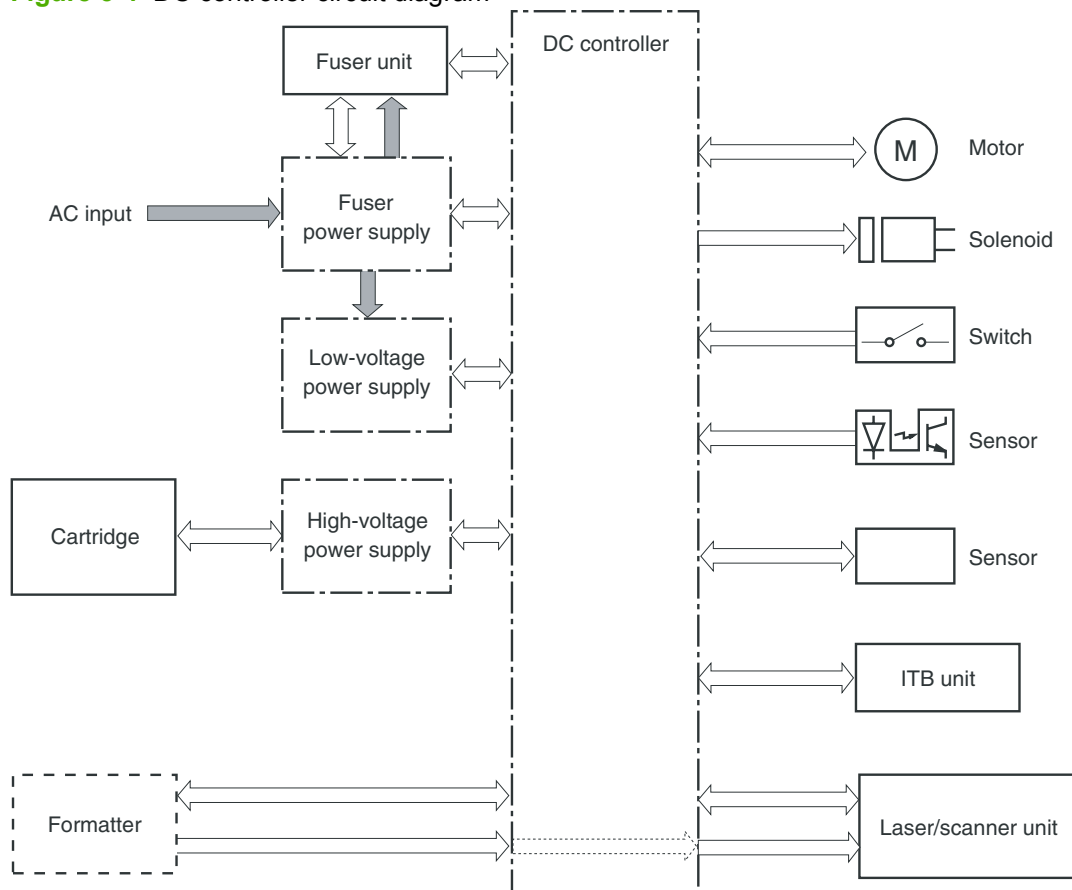 DC controller
Fuser unit
Motor
M
AC input
Fuser
power supply
Solenoid
Low-voltage
power supply
Switch
Sensor
Cartridge
High-voltage
power supply
Sensor
ITB unit
Formatter
Laser/scanner unit